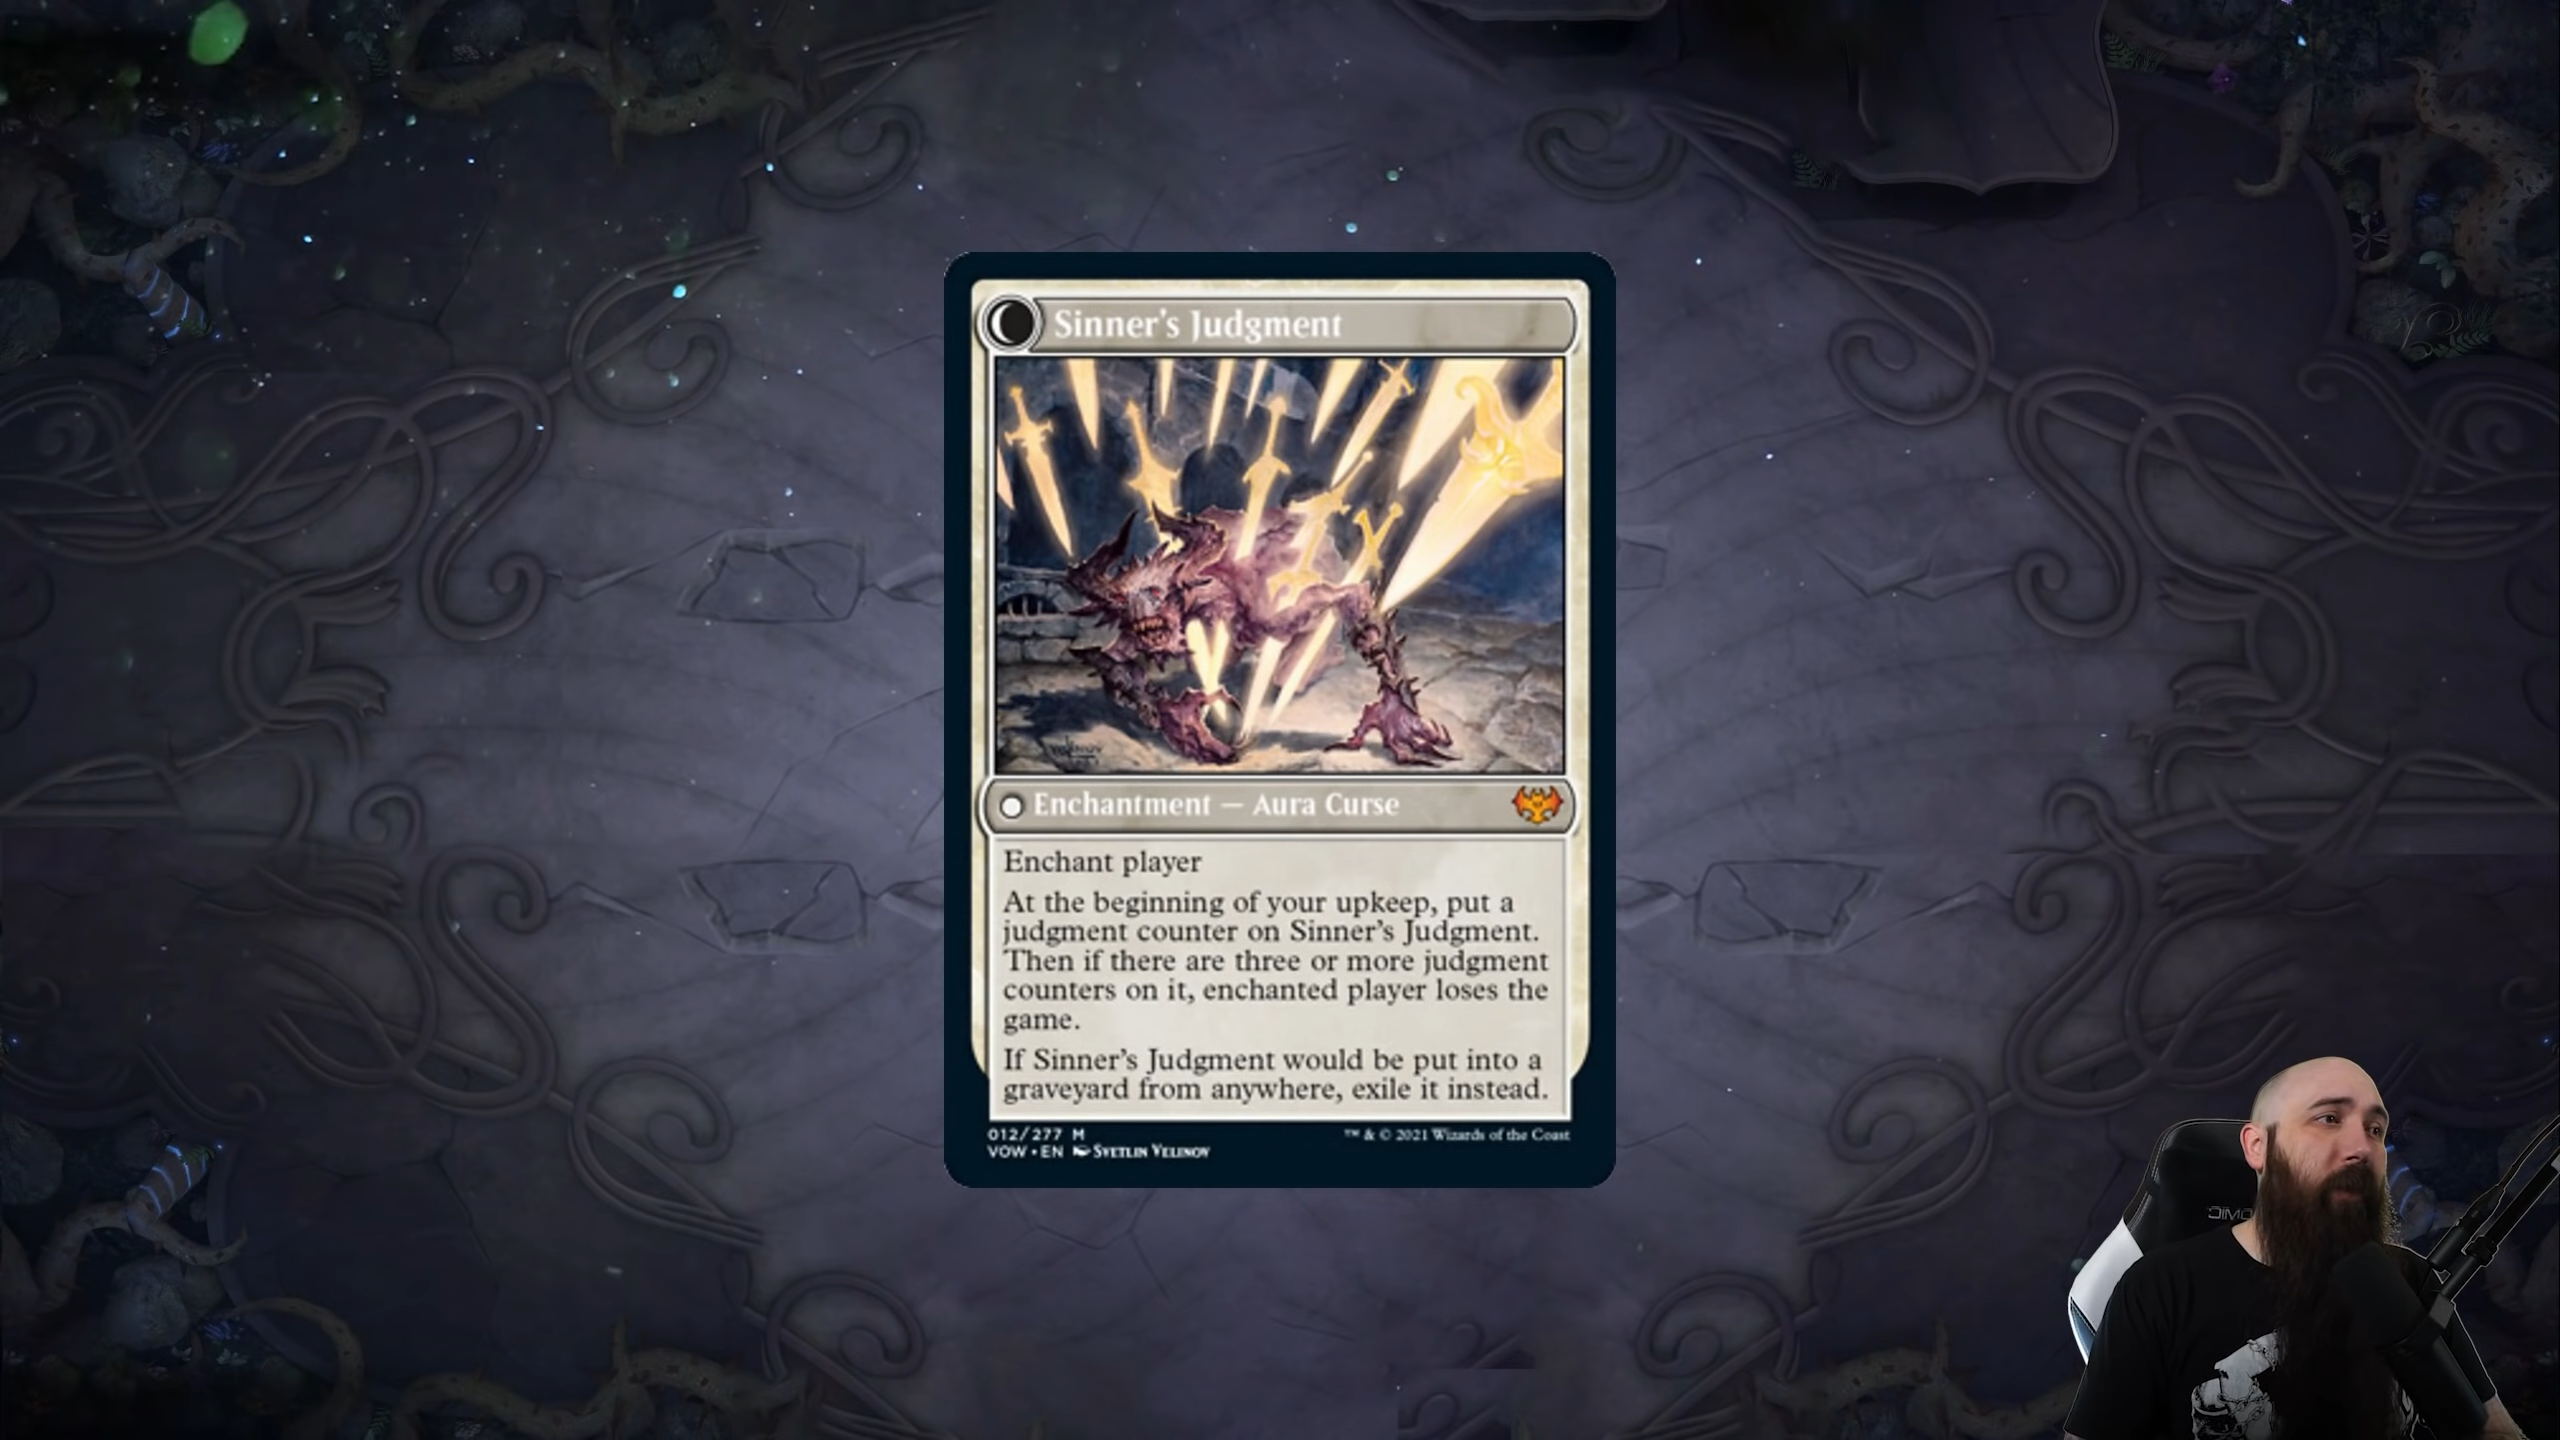 Sinner's Judgment
Enchantment — Aura Curse
Enchant player
At the beginning of your upkeep, put a
judgment counter on Sinner's Judgment.
Then if there are three or more judgment
counters on it, enchanted player loses the
game.
If Sinner's Judgment would be put into a
graveyard from anywhere, exile it instead.
012/277 M
™ & © 2021 Wizards of the Coast
VOW • EN Svetlin Velinov